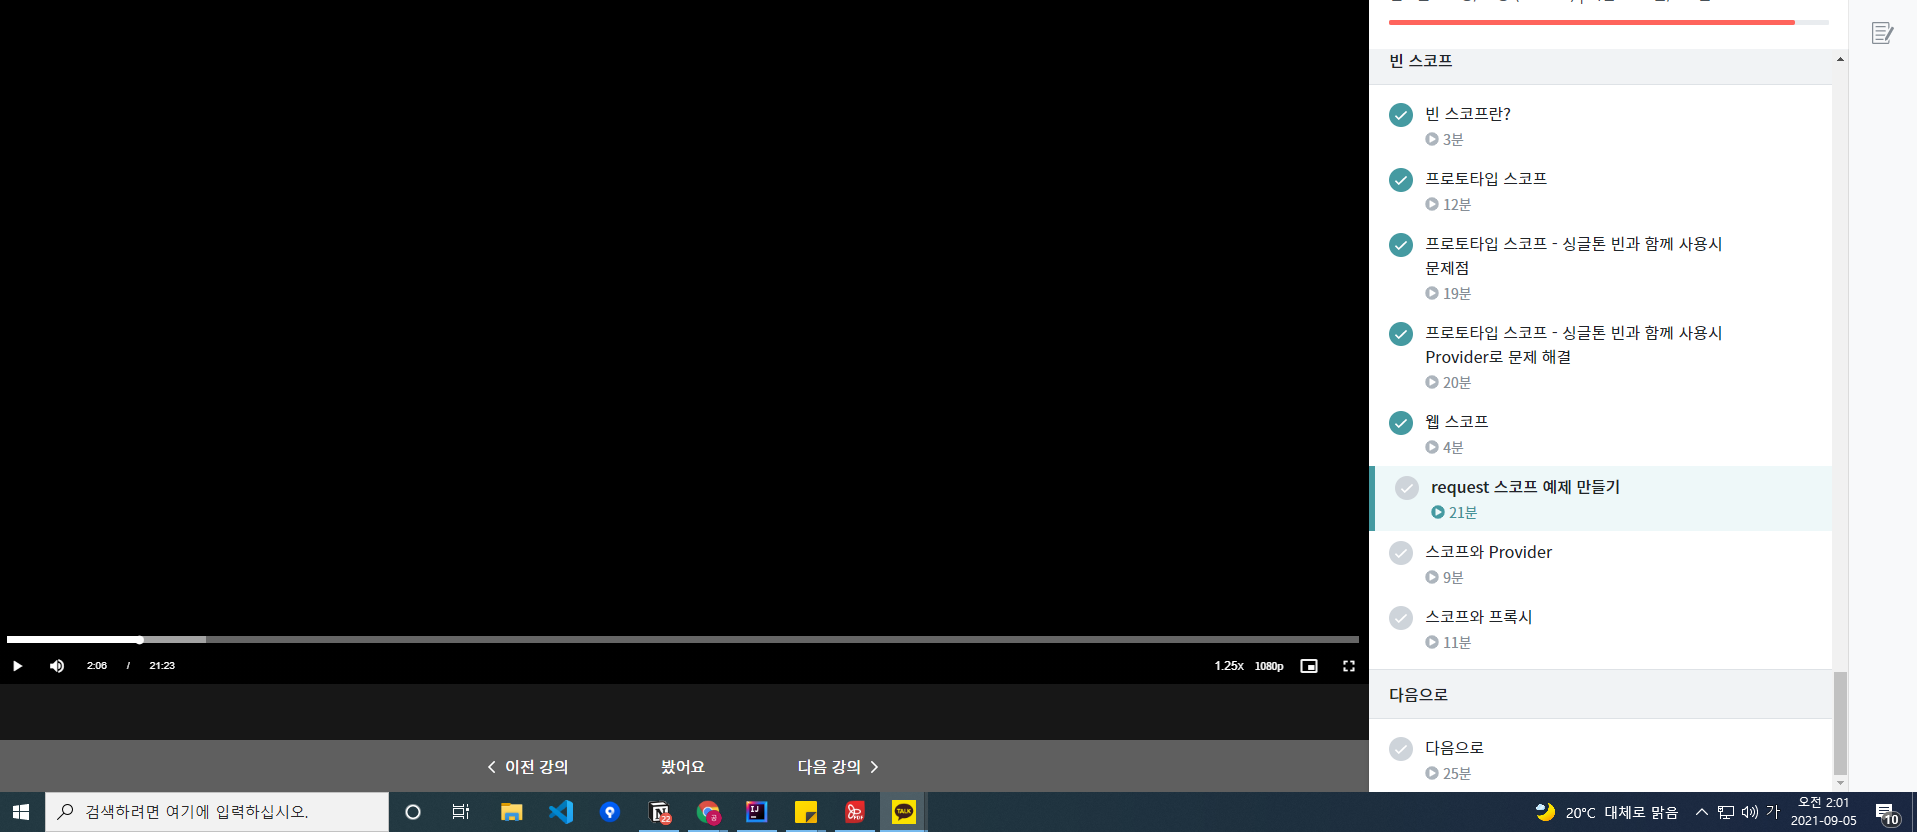 빈 스코프
빈 스코프란?
3분
프로토타입 스코프
12분
프로토타입 스코프 - 싱글톤 빈과 함께 사용시
문제점
19분
프로토타입 스코프 - 싱글톤 빈과 함께 사용시
Provider로 문제 해결
20분
웹 스코프
4분
request 스코프 예제 만들기
21분
스코프와 Provider
9분
스코프와 프록시
11분
다음으로
다음으로
25분
2:06 / 21:23
1.25x 1080p
이전 강의 봤어요 다음 강의
검색하려면 여기에 입력하십시오.
22
공
IJ
PDF
TALK
20°C 대체로 맑음
가
오전 2:01
2021-09-05
10